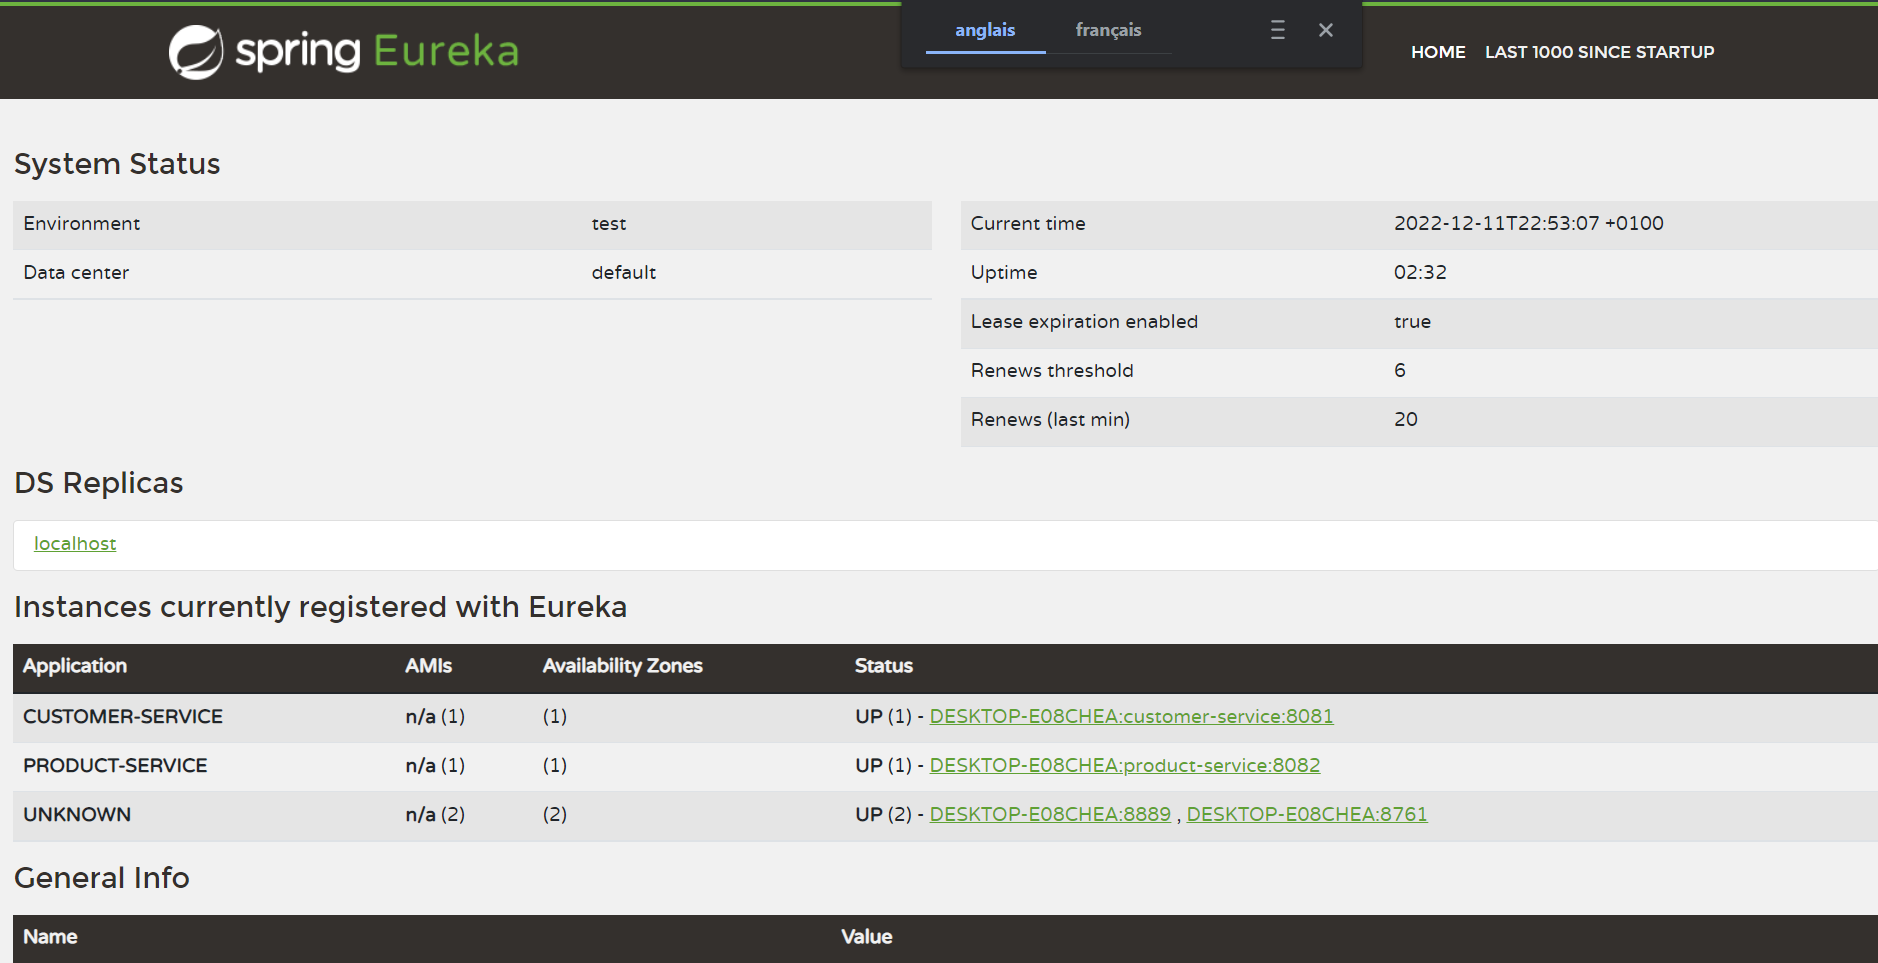 spring Eureka
anglais français
HOME LAST 1000 SINCE STARTUP
System Status
Environment test
Data center default
Current time 2022-12-11T22:53:07 +0100
Uptime 02:32
Lease expiration enabled true
Renews threshold 6
Renews (last min) 20
DS Replicas
localhost
Instances currently registered with Eureka
Application AMIs Availability Zones Status
CUSTOMER-SERVICE n/a (1) (1) UP (1) - DESKTOP-E08CHEA:customer-service:8081
PRODUCT-SERVICE n/a (1) (1) UP (1) - DESKTOP-E08CHEA:product-service:8082
UNKNOWN n/a (2) (2) UP (2) - DESKTOP-E08CHEA:8889 , DESKTOP-E08CHEA:8761
General Info
Name Value